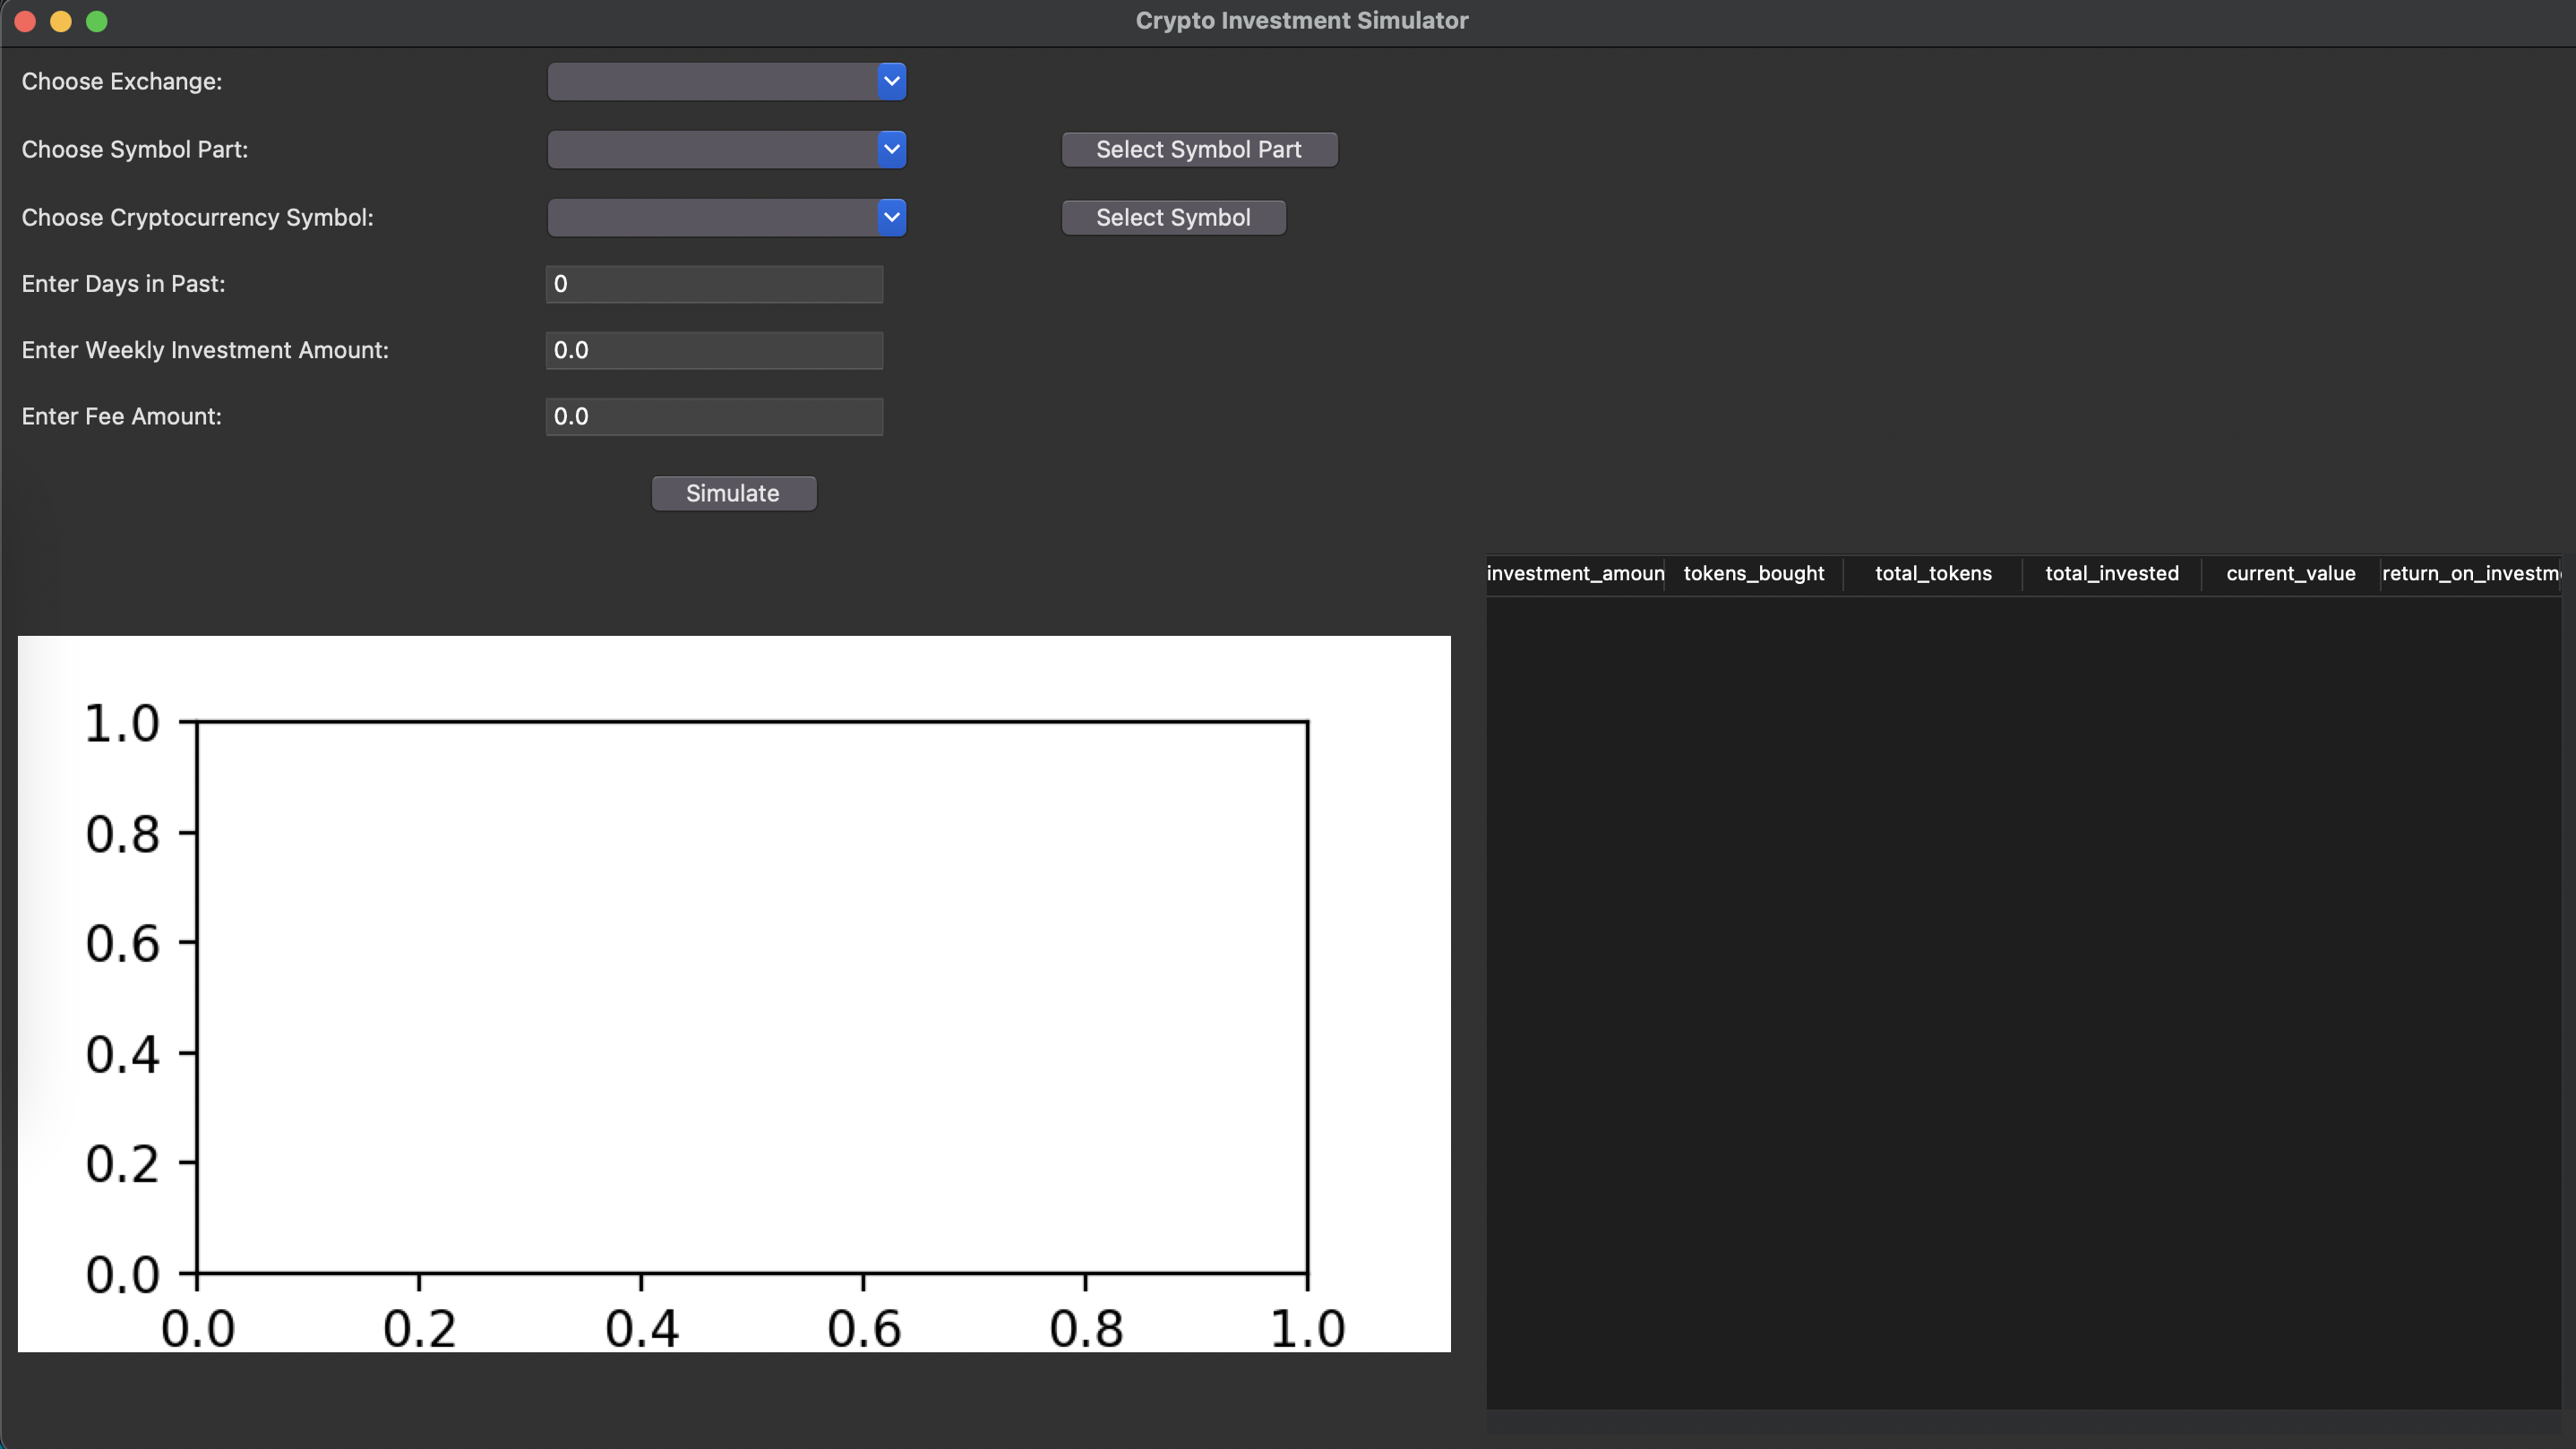 Crypto Investment Simulator
Choose Exchange:
Choose Symbol Part:
Select Symbol Part
Choose Cryptocurrency Symbol:
Select Symbol
Enter Days in Past:
0
Enter Weekly Investment Amount:
0.0
Enter Fee Amount:
0.0
Simulate
investment_amoun tokens_bought total_tokens total_invested current_value return_on_investm
1.0
0.8
0.6
0.4
0.2
0.0
0.0 0.2 0.4 0.6 0.8 1.0